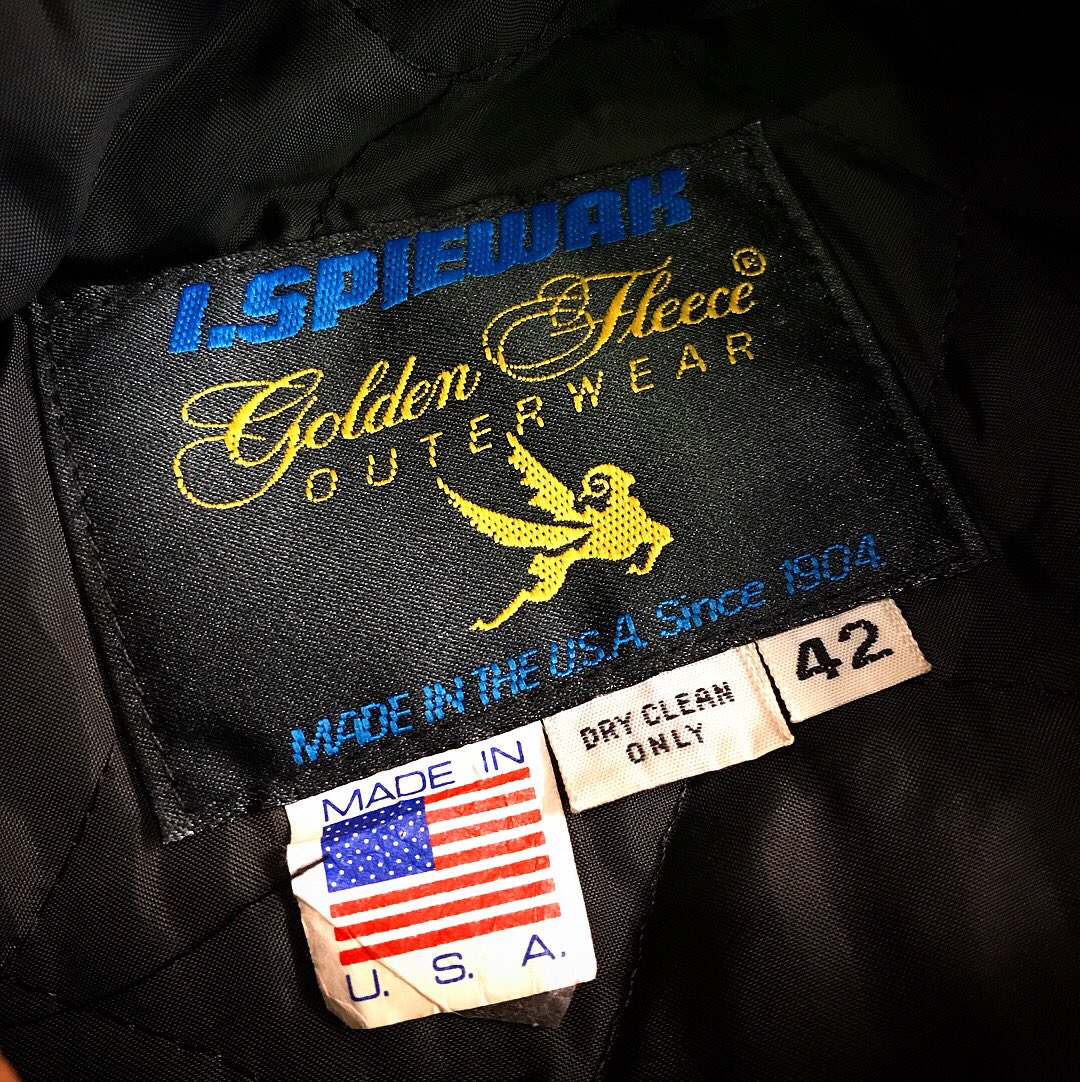 I.SPIEWAK
Golden Fleece®
OUTERWEAR
MADE IN THE U.S.A. Since 1904.
42
DRY CLEAN
ONLY
MADE IN
U. S. A.